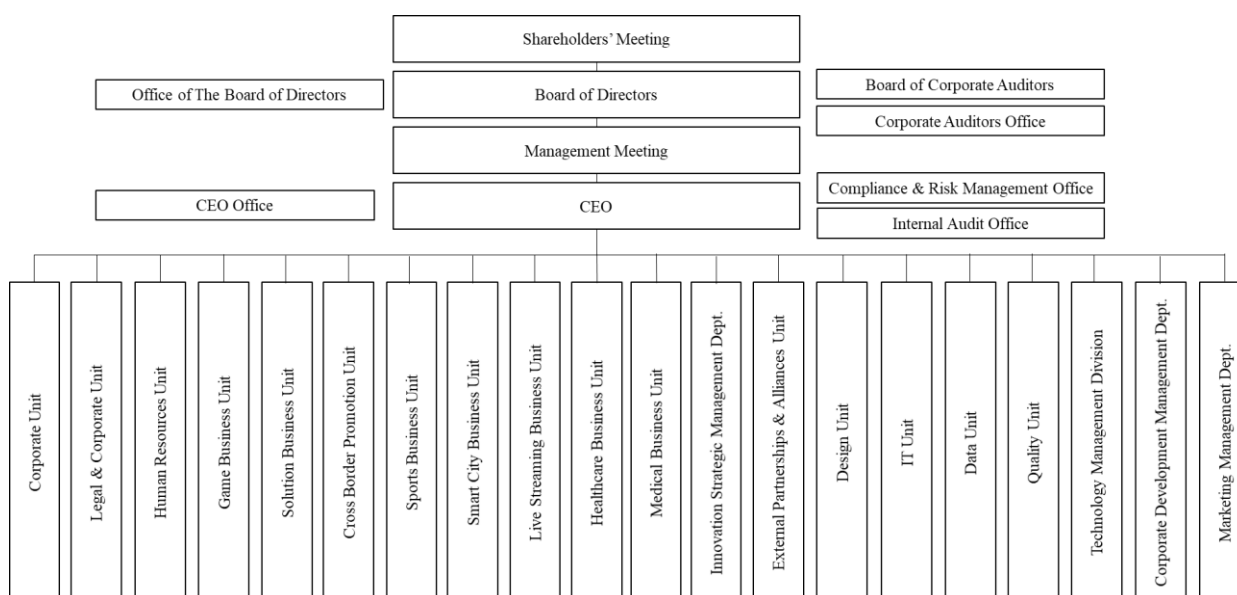 Shareholders’ Meeting
Office of The Board of Directors
Board of Directors
Board of Corporate Auditors
Corporate Auditors Office
Management Meeting
CEO Office
CEO
Compliance & Risk Management Office
Internal Audit Office
Corporate Unit
Legal & Corporate Unit
Human Resources Unit
Game Business Unit
Solution Business Unit
Cross Border Promotion Unit
Sports Business Unit
Smart City Business Unit
Live Streaming Business Unit
Healthcare Business Unit
Medical Business Unit
Innovation Strategic Management Dept.
External Partnerships & Alliances Unit
Design Unit
IT Unit
Data Unit
Quality Unit
Technology Management Division
Corporate Development Management Dept.
Marketing Management Dept.